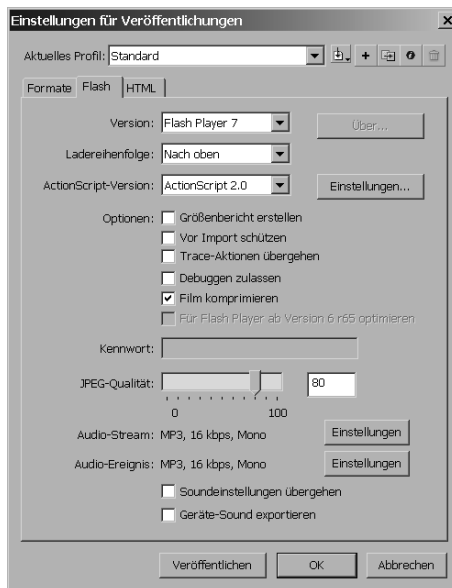 Einstellungen für Veröffentlichungen
Aktuelles Profil: Standard
Formate Flash HTML
Version: Flash Player 7 Über...
Ladereihenfolge: Nach oben
ActionScript-Version: ActionScript 2.0 Einstellungen...
Optionen: Größenbericht erstellen
Vor Import schützen
Trace-Aktionen übergehen
Debuggen zulassen
Film komprimieren
Für Flash Player ab Version 6 r65 optimieren
Kennwort:
JPEG-Qualität: 80
0 100
Audio-Stream: MP3, 16 kbps, Mono Einstellungen
Audio-Ereignis: MP3, 16 kbps, Mono Einstellungen
Soundeinstellungen übergehen
Geräte-Sound exportieren
Veröffentlichen OK Abbrechen